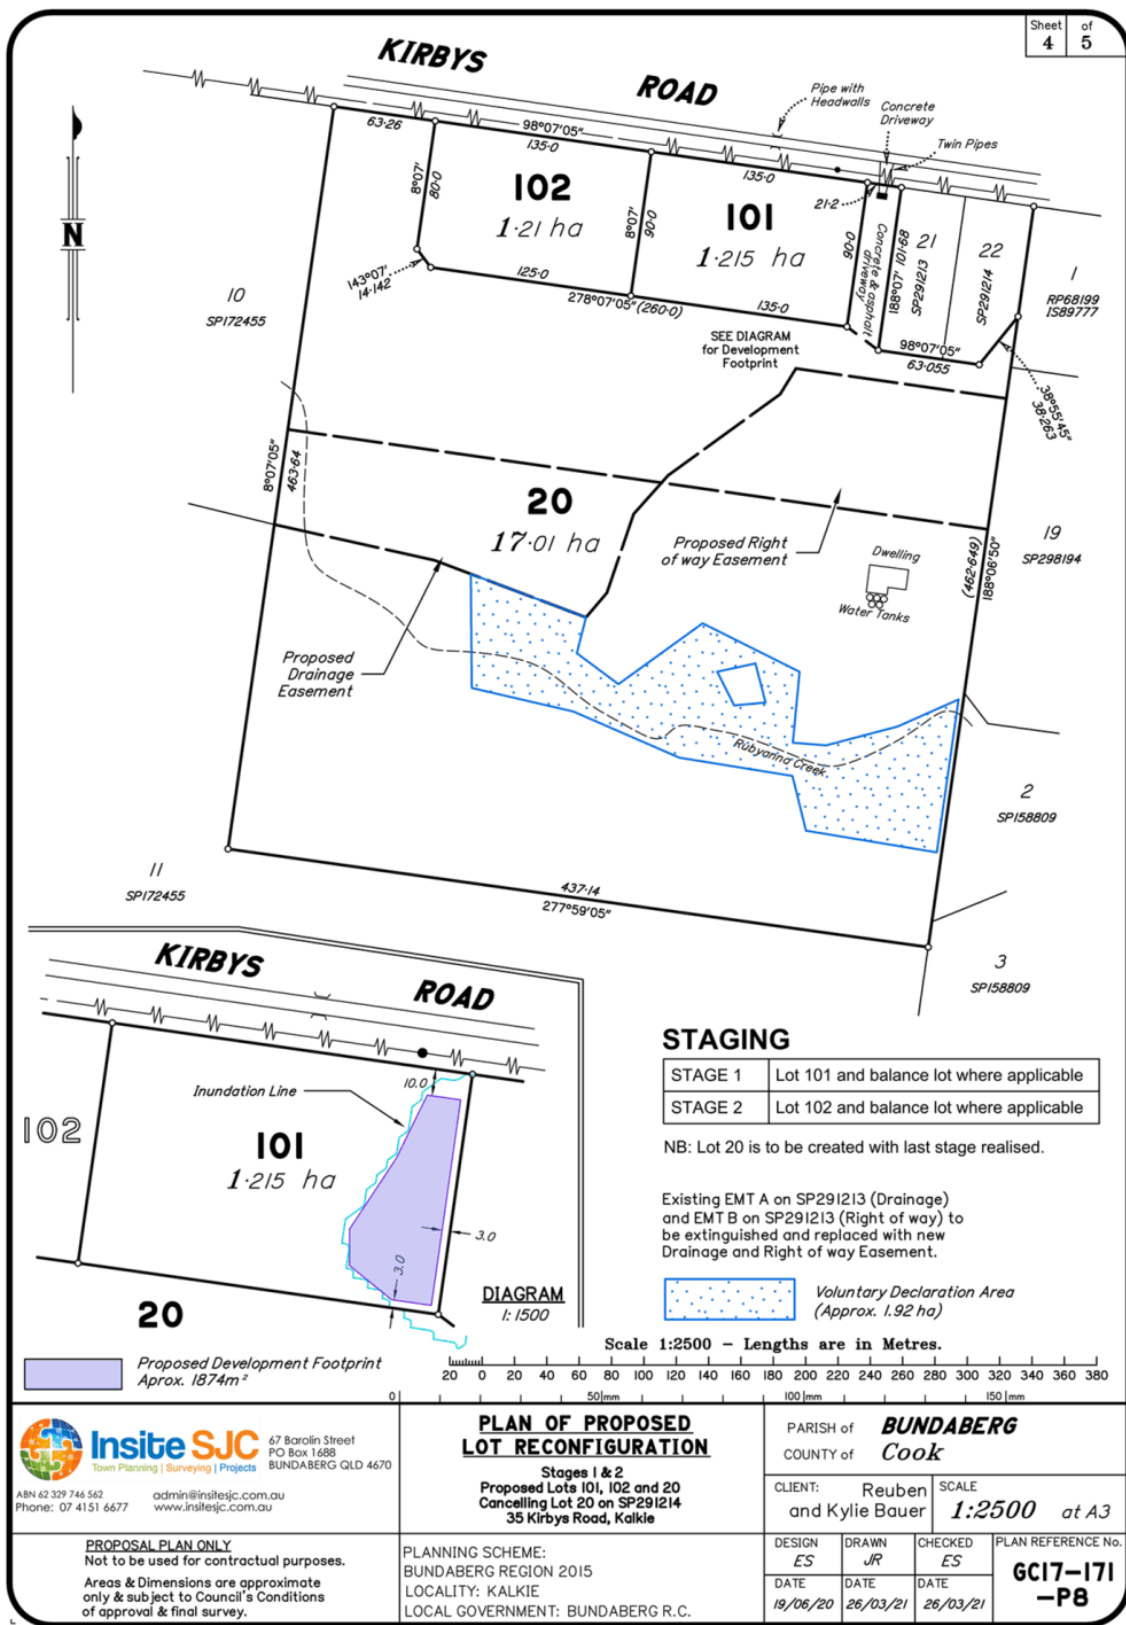 Sheet of
4 5
KIRBYS ROAD
Pipe with
Headwalls
Concrete
Driveway
Twin Pipes
63·26
98°07'05"
135·0
135·0
21·2
8°07'
80·0
102
1·21 ha
8°07'
90·0
101
1·215 ha
90·0
Concrete & asphalt
driveway
188°07' 101·68
21
SP291213
22
SP291214
1
RP68199
IS89777
143°07'
14·142
125·0
278°07'05" (260·0)
135·0
98°07'05"
63·055
38°55'45"
38·263
N
10
SP172455
SEE DIAGRAM
for Development
Footprint
8°07'05"
463·64
20
17·01 ha
Proposed Right
of way Easement
Dwelling
Water Tanks
(462·649)
188°06'50"
19
SP298194
Proposed
Drainage
Easement
Rubyanna Creek
2
SP158809
11
SP172455
437·14
277°59'05"
3
SP158809
KIRBYS ROAD
Inundation Line
10.0
102
101
1·215 ha
3.0
3.0
20
DIAGRAM
1: 1500
Proposed Development Footprint
Aprox. 1874m²
STAGING
STAGE 1 Lot 101 and balance lot where applicable
STAGE 2 Lot 102 and balance lot where applicable
NB: Lot 20 is to be created with last stage realised.
Existing EMT A on SP291213 (Drainage)
and EMT B on SP291213 (Right of way) to
be extinguished and replaced with new
Drainage and Right of way Easement.
Voluntary Declaration Area
(Approx. 1.92 ha)
Scale 1:2500 – Lengths are in Metres.
20 0 20 40 60 80 100 120 140 160 180 200 220 240 260 280 300 320 340 360 380
0 50mm 100mm 150mm
Insite SJC
Town Planning | Surveying | Projects
67 Barolin Street
PO Box 1688
BUNDABERG QLD 4670
ABN 62 329 746 562
Phone: 07 4151 6677
admin@insitesjc.com.au
www.insitesjc.com.au
PROPOSAL PLAN ONLY
Not to be used for contractual purposes.
Areas & Dimensions are approximate
only & subject to Council's Conditions
of approval & final survey.
PLAN OF PROPOSED
LOT RECONFIGURATION
Stages 1 & 2
Proposed Lots 101, 102 and 20
Cancelling Lot 20 on SP291214
35 Kirbys Road, Kalkie
PLANNING SCHEME:
BUNDABERG REGION 2015
LOCALITY: KALKIE
LOCAL GOVERNMENT: BUNDABERG R.C.
PARISH of BUNDABERG
COUNTY of Cook
CLIENT: Reuben
and Kylie Bauer
SCALE
1:2500 at A3
DESIGN
ES
DRAWN
JR
CHECKED
ES
DATE
19/06/20
DATE
26/03/21
DATE
26/03/21
PLAN REFERENCE No.
GC17-171
-P8